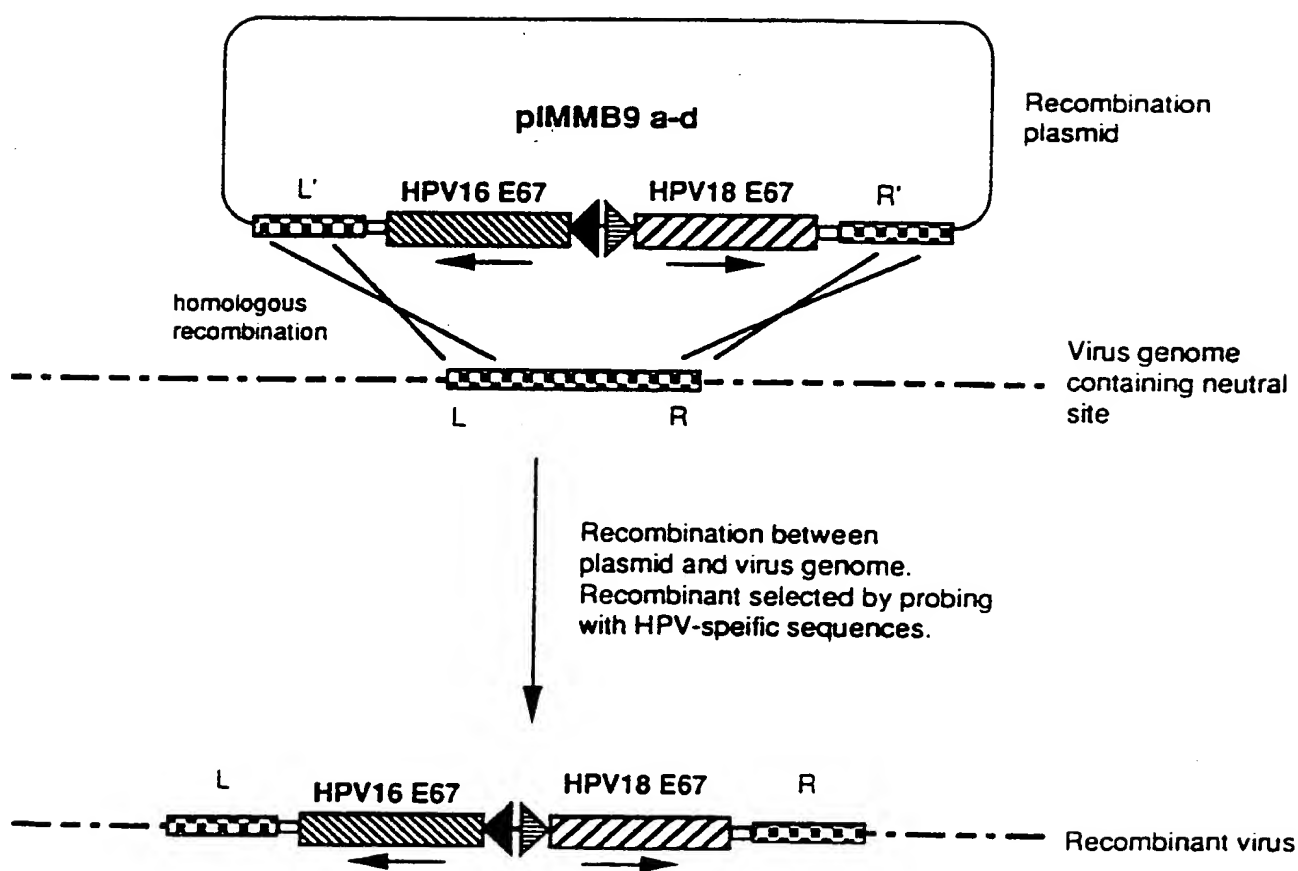 pIMMB9 a-d
Recombination
plasmid
L'
HPV16 E67
HPV18 E67
R'
homologous
recombination
Virus genome
containing neutral
site
L
R
Recombination between
plasmid and virus genome.
Recombinant selected by probing
with HPV-speific sequences.
L
HPV16 E67
HPV18 E67
R
Recombinant virus